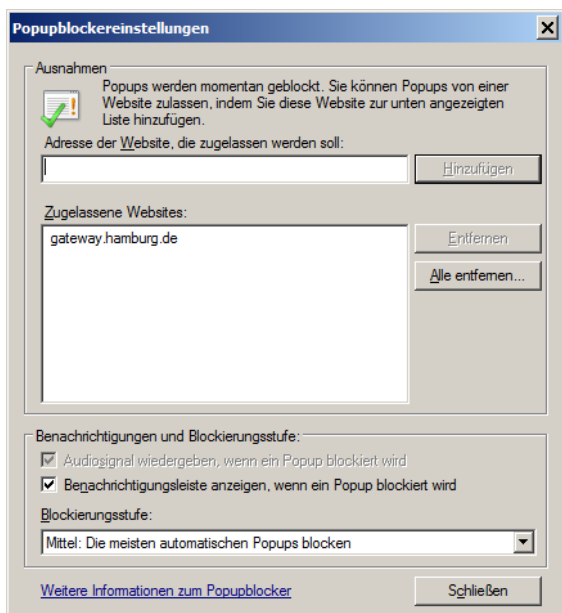 Popupblockereinstellungen
Ausnahmen
Popups werden momentan geblockt. Sie können Popups von einer
Website zulassen, indem Sie diese Website zur unten angezeigten
Liste hinzufügen.
Adresse der Website, die zugelassen werden soll:
Hinzufügen
Zugelassene Websites:
gateway.hamburg.de
Entfernen
Alle entfernen...
Benachrichtigungen und Blockierungsstufe:
Audiosignal wiedergeben, wenn ein Popup blockiert wird
Benachrichtigungsleiste anzeigen, wenn ein Popup blockiert wird
Blockierungsstufe:
Mittel: Die meisten automatischen Popups blocken
Weitere Informationen zum Popupblocker
Schließen